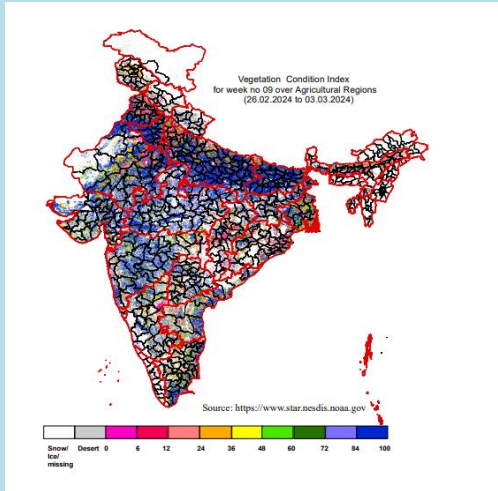 Vegetation Condition Index
for week no 09 over Agricultural Regions
(26.02.2024 to 03.03.2024)
Source: https://www.star.nesdis.noaa.gov
Snow/ Ice/ missing Desert 0 6 12 24 36 48 60 72 84 100